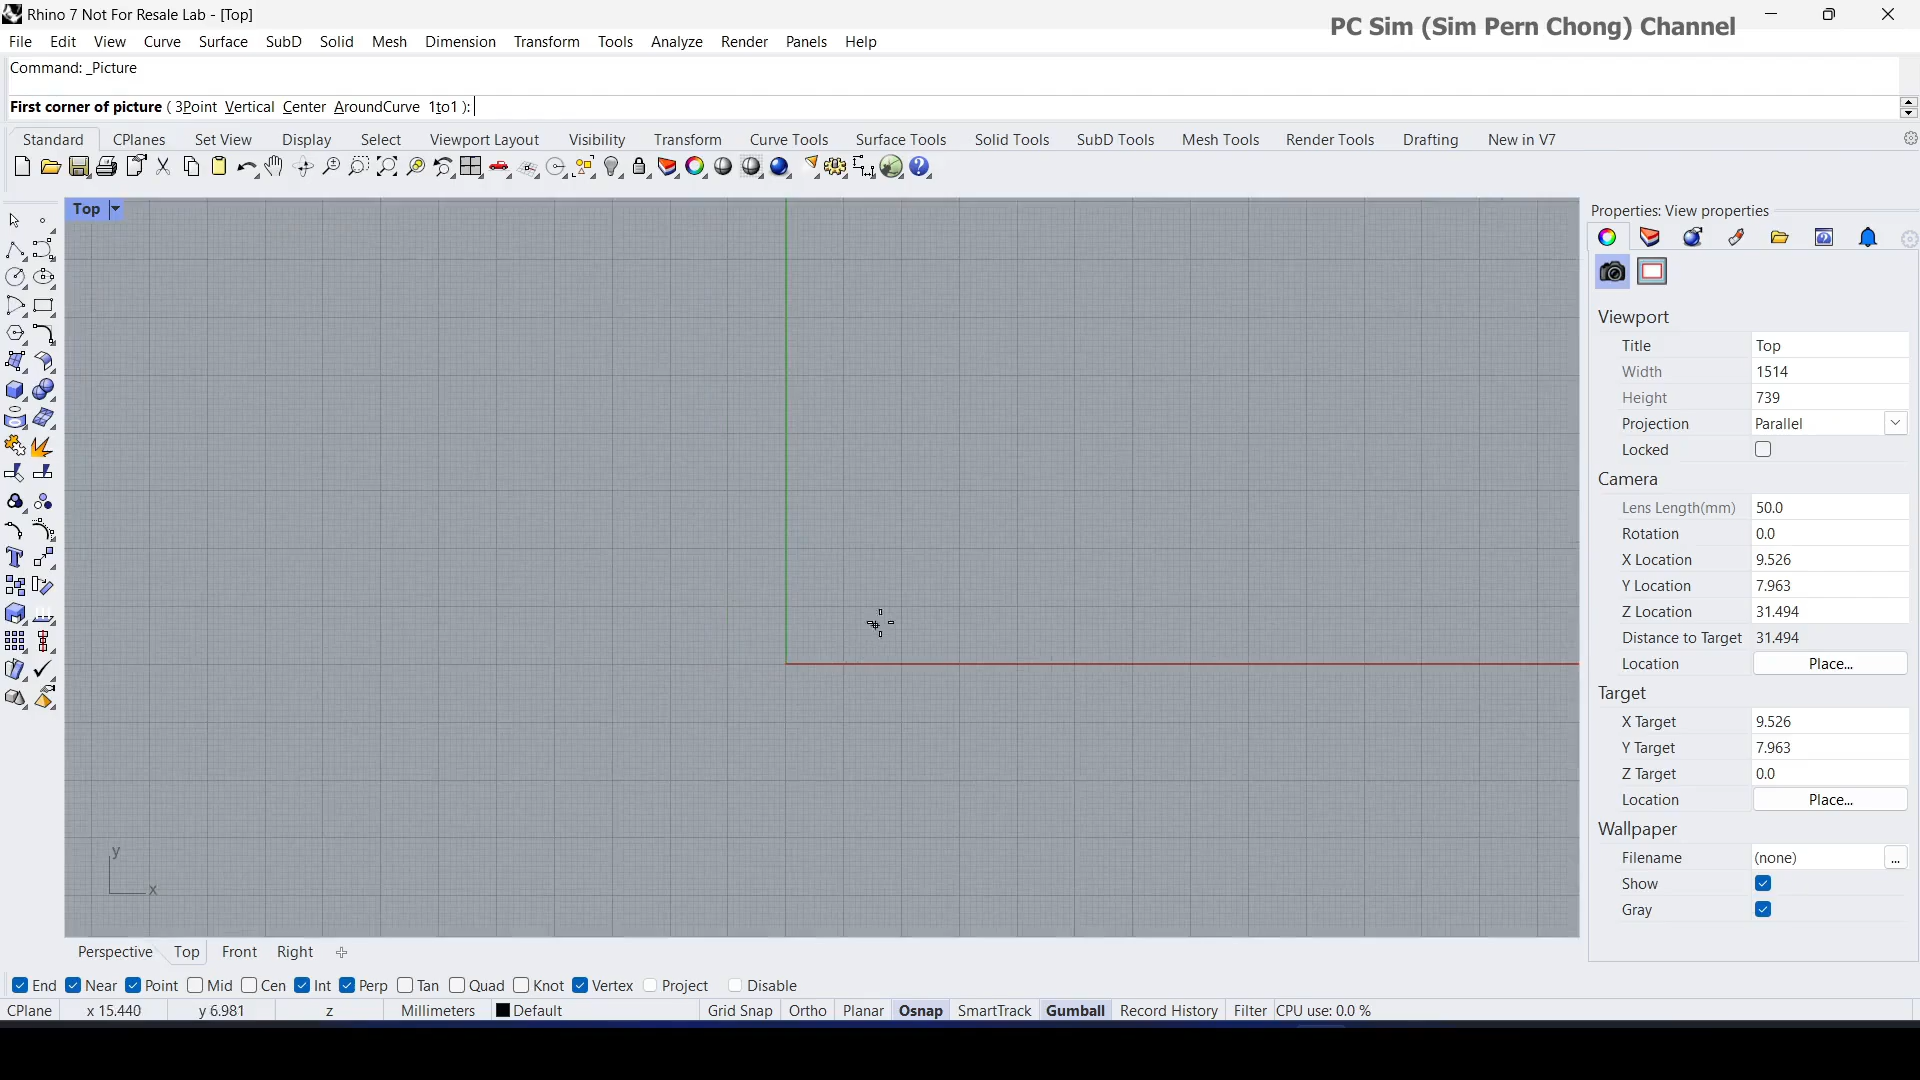 Rhino 7 Not For Resale Lab - [Top]
PC Sim (Sim Pern Chong) Channel
File Edit View Curve Surface SubD Solid Mesh Dimension Transform Tools Analyze Render Panels Help
Command: _Picture
First corner of picture ( 3Point Vertical Center AroundCurve 1to1 ):
Standard CPlanes Set View Display Select Viewport Layout Visibility Transform Curve Tools Surface Tools Solid Tools SubD Tools Mesh Tools Render Tools Drafting New in V7
Top
Properties: View properties
Viewport
Title Top
Width 1514
Height 739
Projection Parallel
Locked
Camera
Lens Length(mm) 50.0
Rotation 0.0
X Location 9.526
Y Location 7.963
Z Location 31.494
Distance to Target 31.494
Location Place...
Target
X Target 9.526
Y Target 7.963
Z Target 0.0
Location Place...
Wallpaper
Filename (none) ...
Show
Gray
y
x
Perspective Top Front Right
End Near Point Mid Cen Int Perp Tan Quad Knot Vertex Project Disable
CPlane x 15.440 y 6.981 z Millimeters Default Grid Snap Ortho Planar Osnap SmartTrack Gumball Record History Filter CPU use: 0.0 %